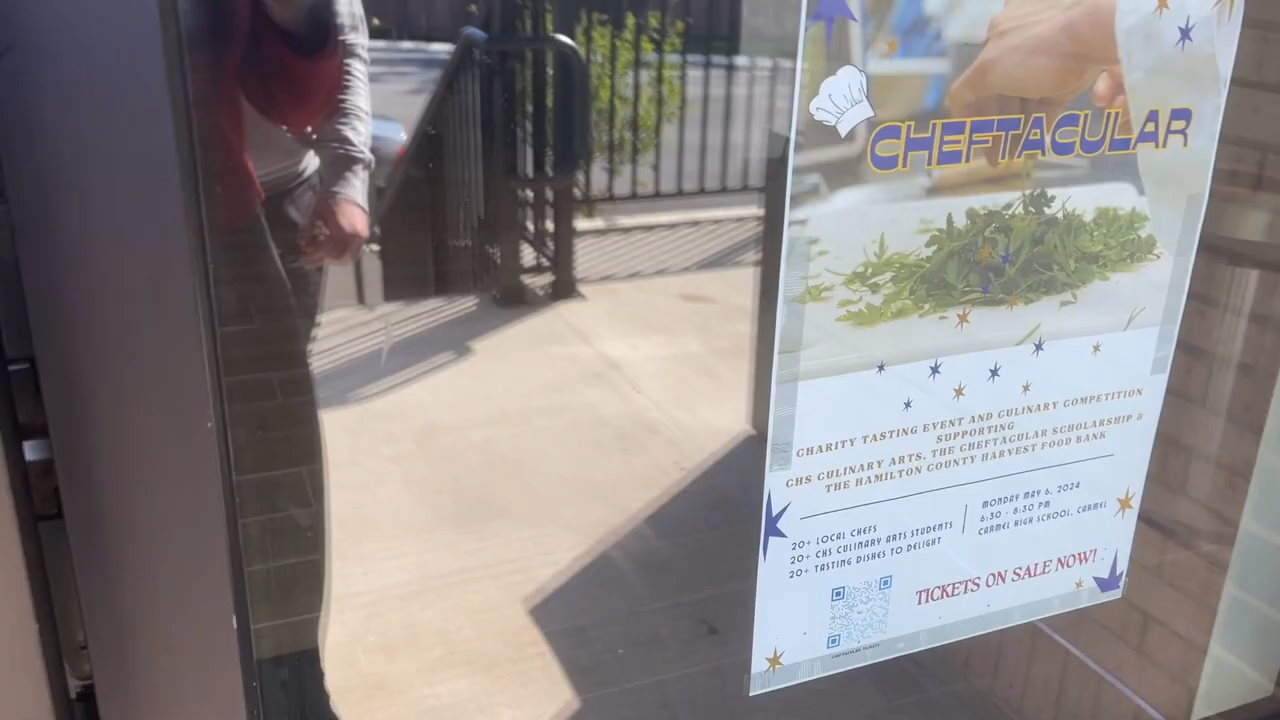 CHEFTACULAR
CHARITY TASTING EVENT AND CULINARY COMPETITION
SUPPORTING
CHS CULINARY ARTS, THE CHEFTACULAR SCHOLARSHIP &
THE HAMILTON COUNTY HARVEST FOOD BANK
20+ LOCAL CHEFS
20+ CHS CULINARY ARTS STUDENTS
20+ TASTING DISHES TO DELIGHT
MONDAY MAY 6, 2024
6:30 - 8:30 PM
CARMEL HIGH SCHOOL, CARMEL
TICKETS ON SALE NOW!
CHEFTACULAR TICKETS